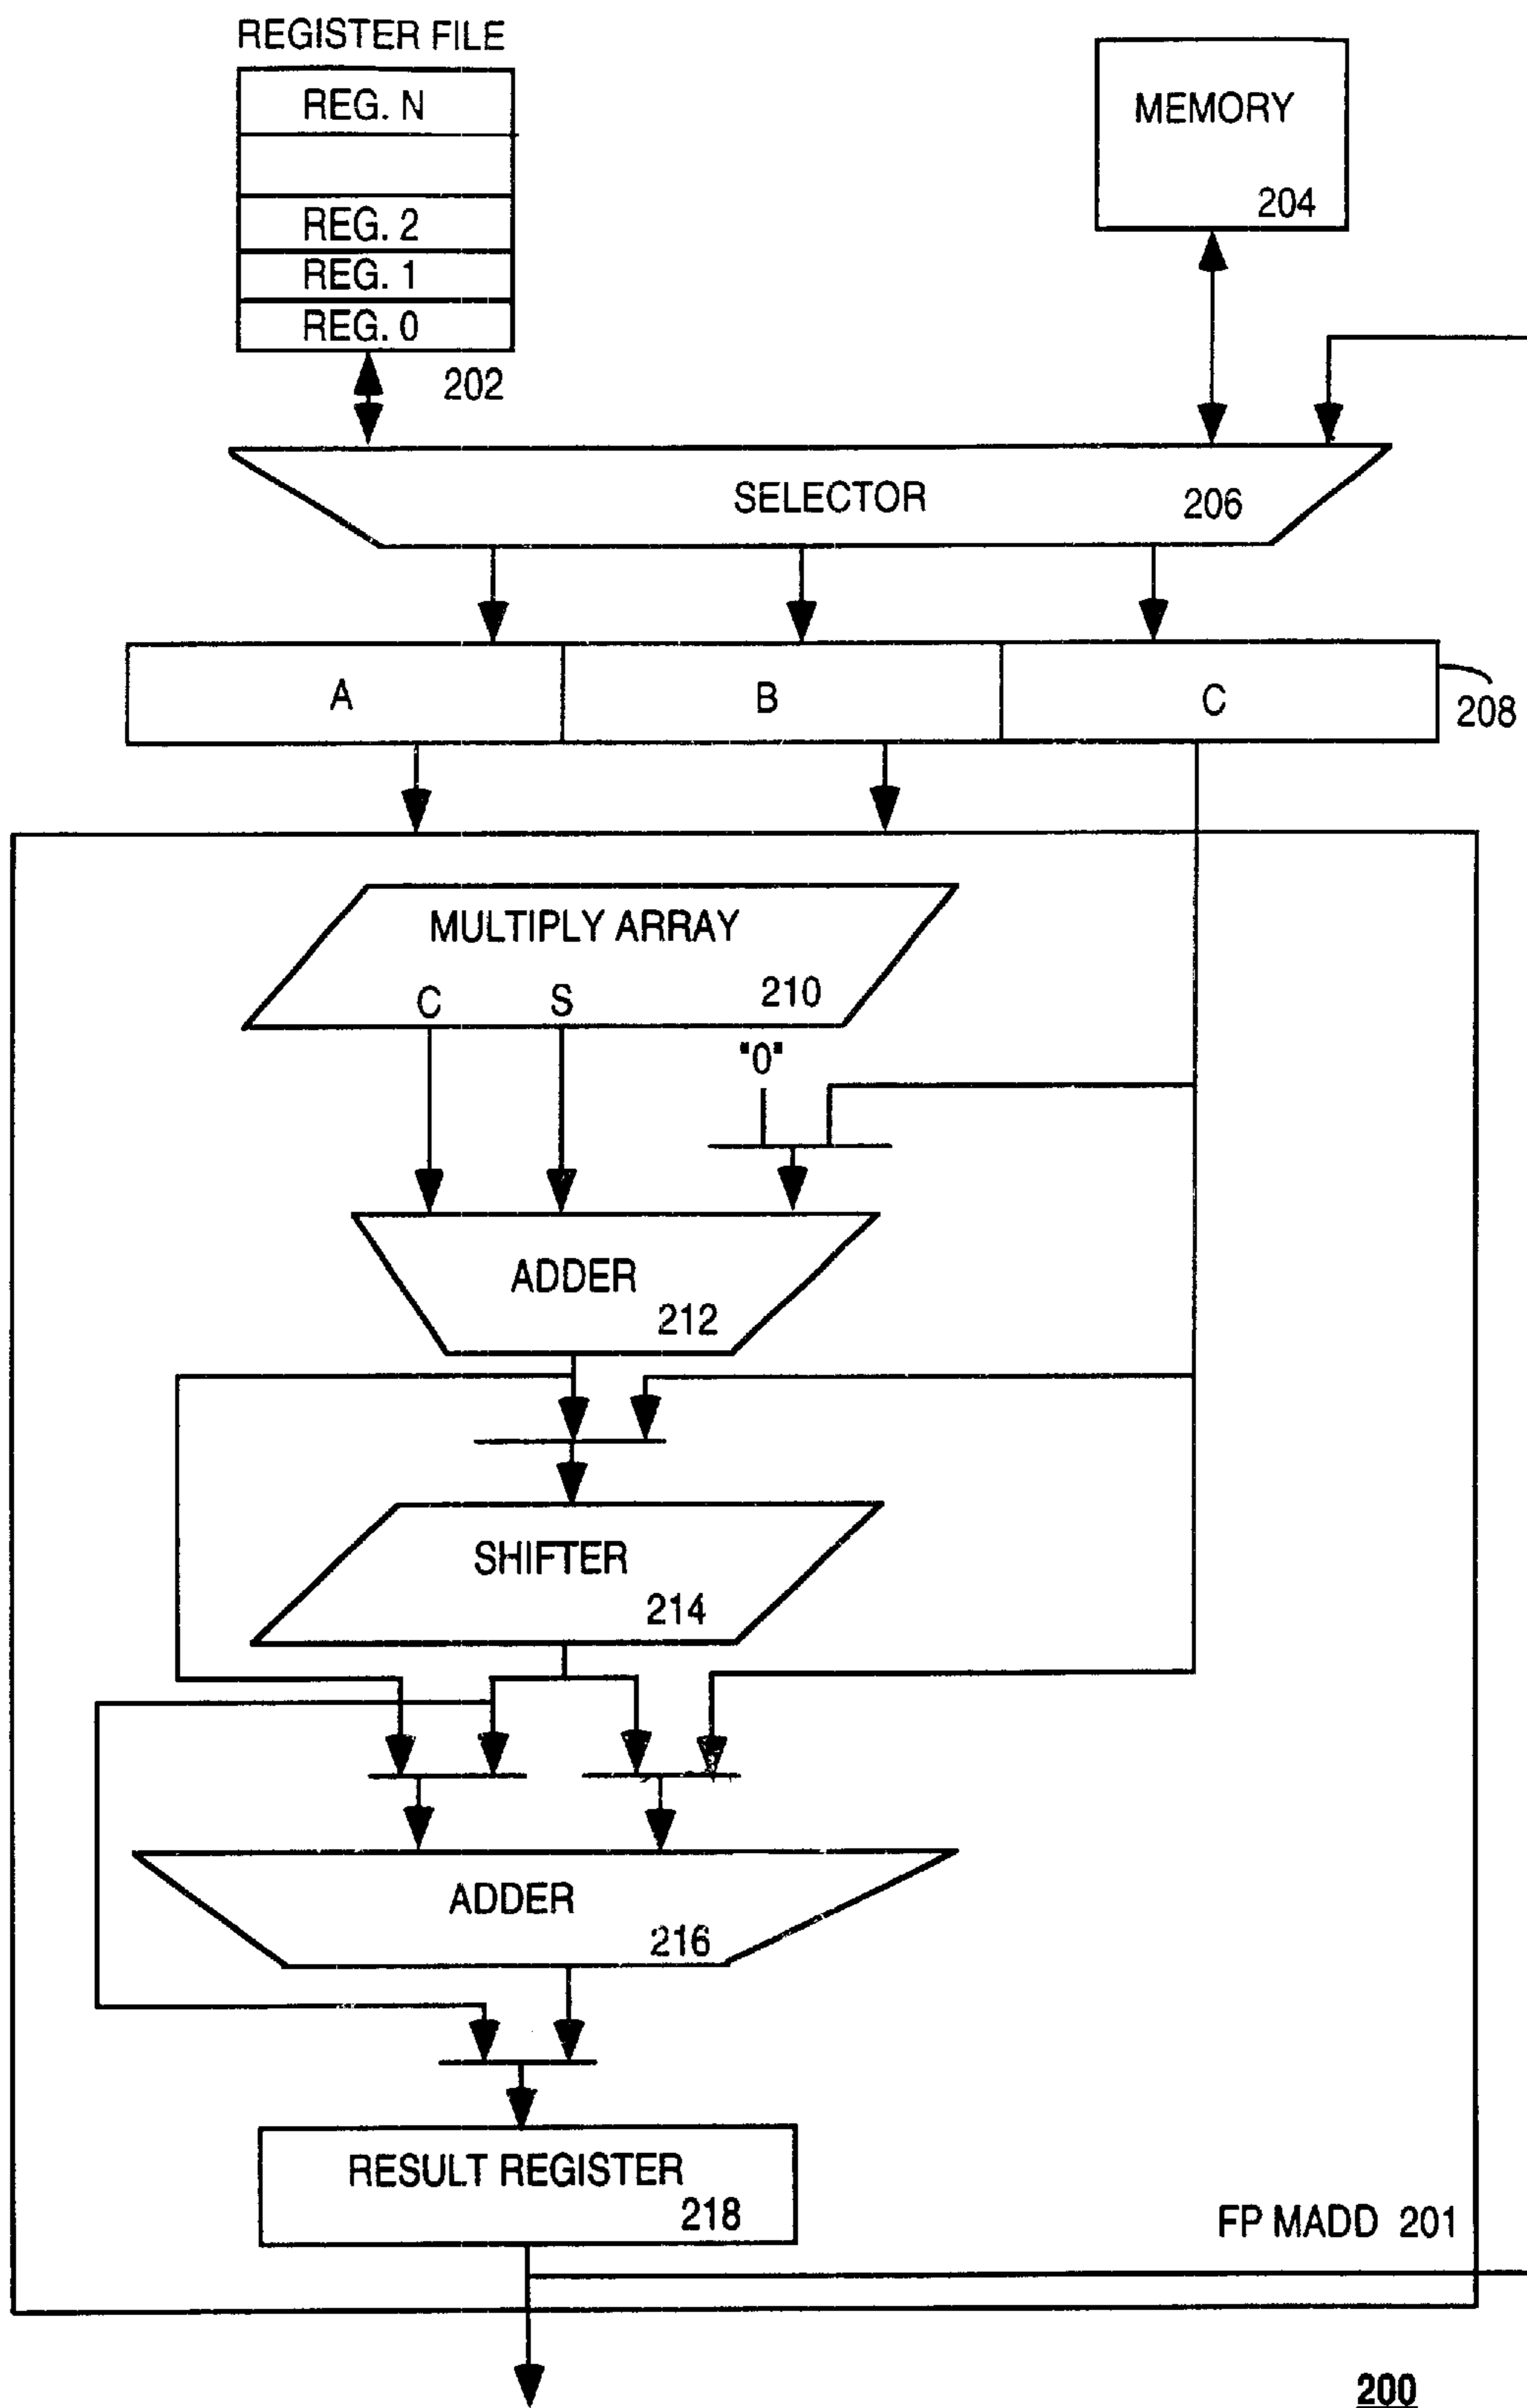 REGISTER FILE
REG. N
REG. 2
REG. 1
REG. 0
202
MEMORY
204
SELECTOR
206
A
B
C
208
MULTIPLY ARRAY
C
S
210
"0"
ADDER
212
SHIFTER
214
ADDER
216
RESULT REGISTER
218
FP MADD 201
200